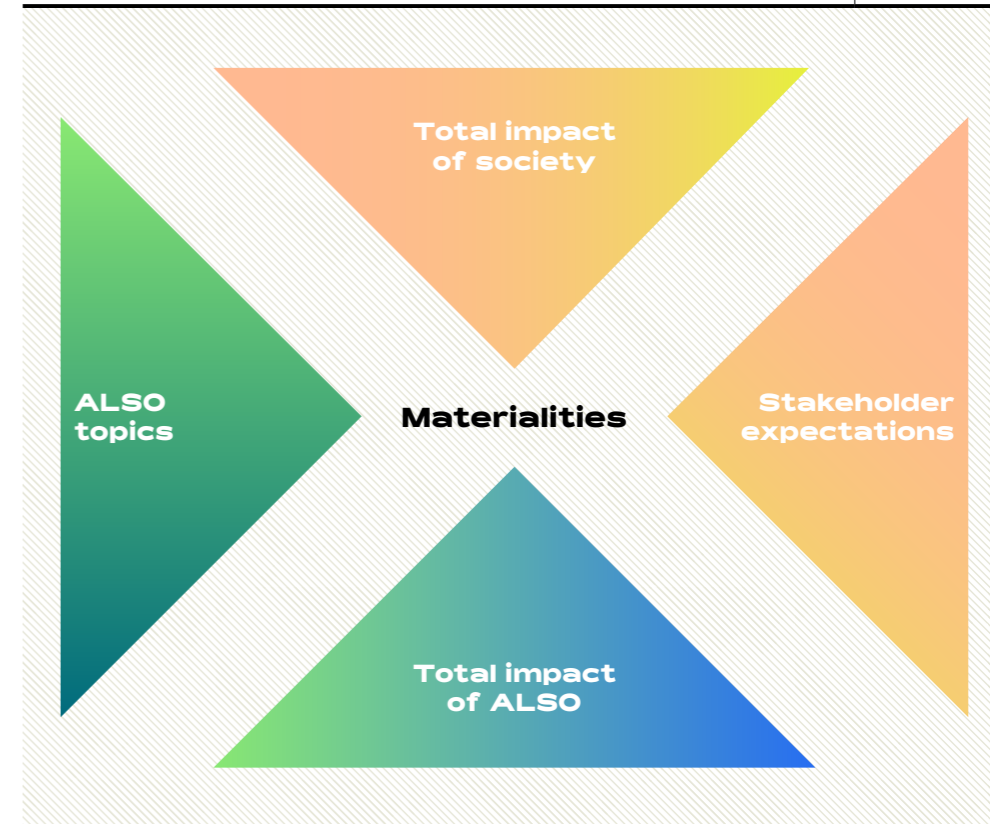 Total impact
of society
ALSO
topics
Materialities
Stakeholder
expectations
Total impact
of ALSO